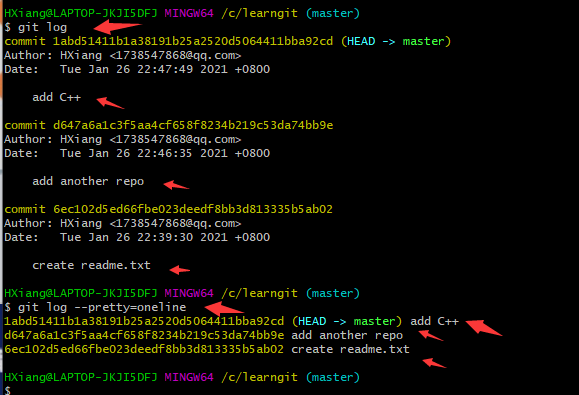 HXiang@LAPTOP-JKJI5DFJ MINGW64 /c/learngit (master)
$ git log
commit 1abd51411b1a38191b25a2520d5064411bba92cd (HEAD -> master)
Author: HXiang <1738547868@qq.com>
Date:   Tue Jan 26 22:47:49 2021 +0800
add C++
commit d647a6a1c3f5aa4cf658f8234b219c53da74bb9e
Author: HXiang <1738547868@qq.com>
Date:   Tue Jan 26 22:46:35 2021 +0800
add another repo
commit 6ec102d5ed66fbe023deedf8bb3d813335b5ab02
Author: HXiang <1738547868@qq.com>
Date:   Tue Jan 26 22:39:30 2021 +0800
create readme.txt
HXiang@LAPTOP-JKJI5DFJ MINGW64 /c/learngit (master)
$ git log --pretty=oneline
1abd51411b1a38191b25a2520d5064411bba92cd (HEAD -> master) add C++
d647a6a1c3f5aa4cf658f8234b219c53da74bb9e add another repo
6ec102d5ed66fbe023deedf8bb3d813335b5ab02 create readme.txt
HXiang@LAPTOP-JKJI5DFJ MINGW64 /c/learngit (master)
$